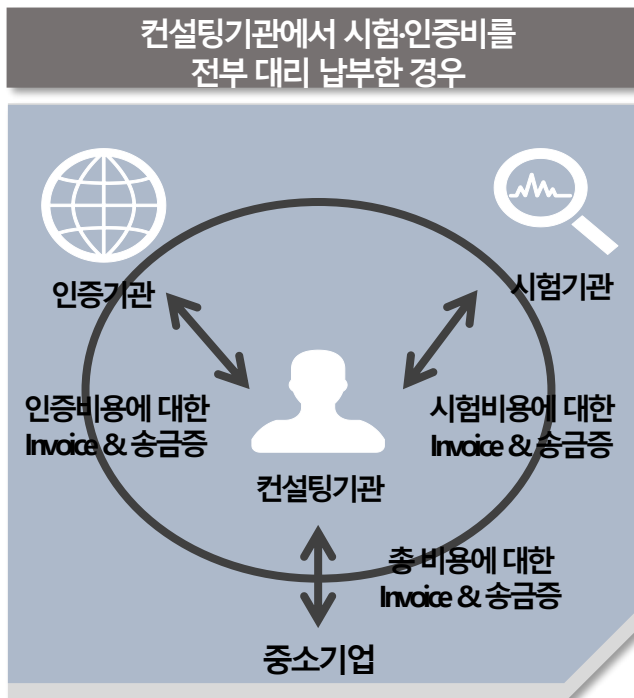 컨설팅기관에서 시험·인증비를
전부 대리 납부한 경우
인증기관
시험기관
인증비용에 대한
Invoice & 송금증
시험비용에 대한
Invoice & 송금증
컨설팅기관
총 비용에 대한
Invoice & 송금증
중소기업